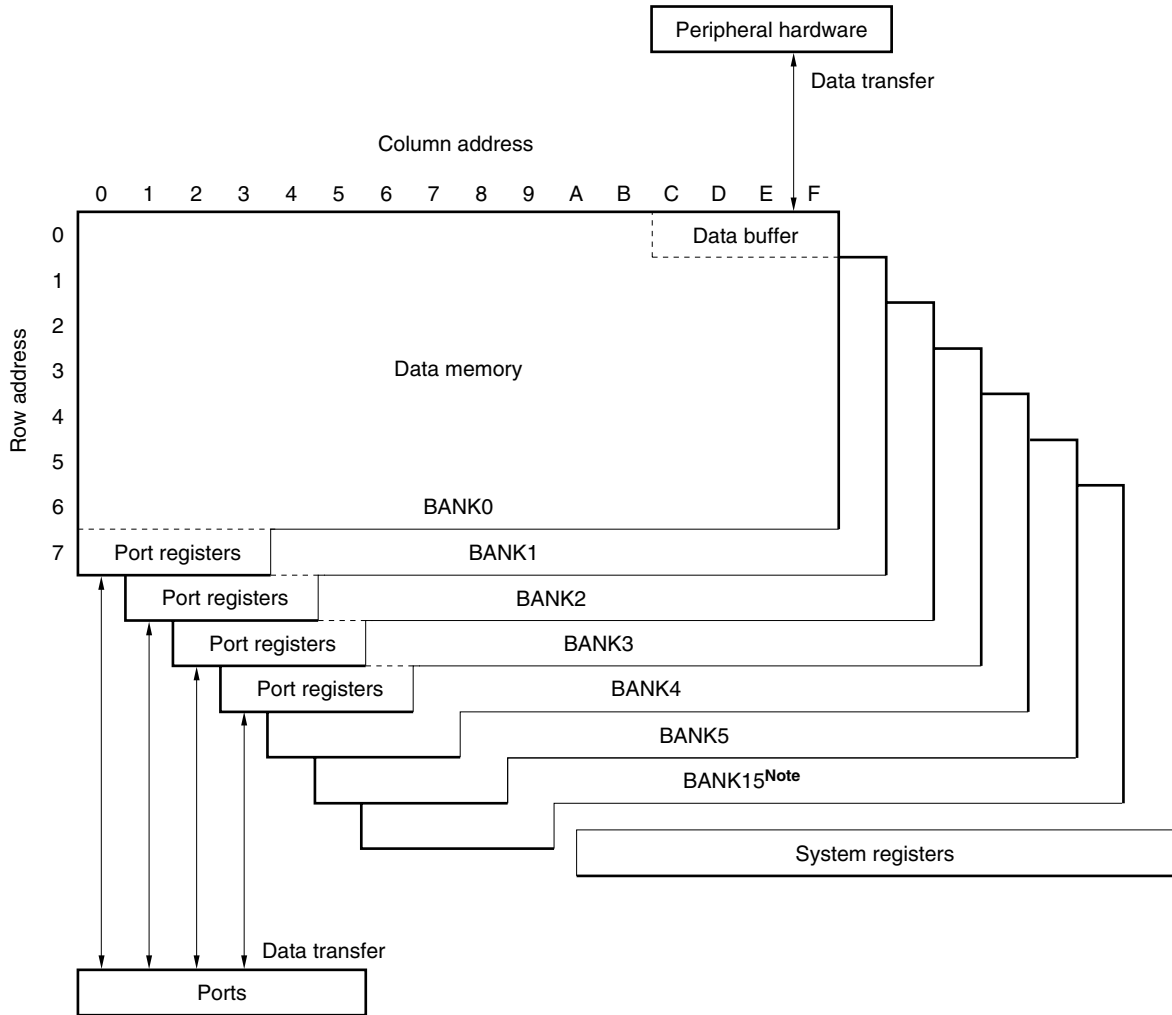 Peripheral hardware
Data transfer
Column address
0 1 2 3 4 5 6 7 8 9 A B C D E F
Row address
0
Data buffer
1
2
3
Data memory
4
5
6
BANK0
7
Port registers
BANK1
Port registers
BANK2
Port registers
BANK3
Port registers
BANK4
BANK5
BANK15Note
System registers
Data transfer
Ports